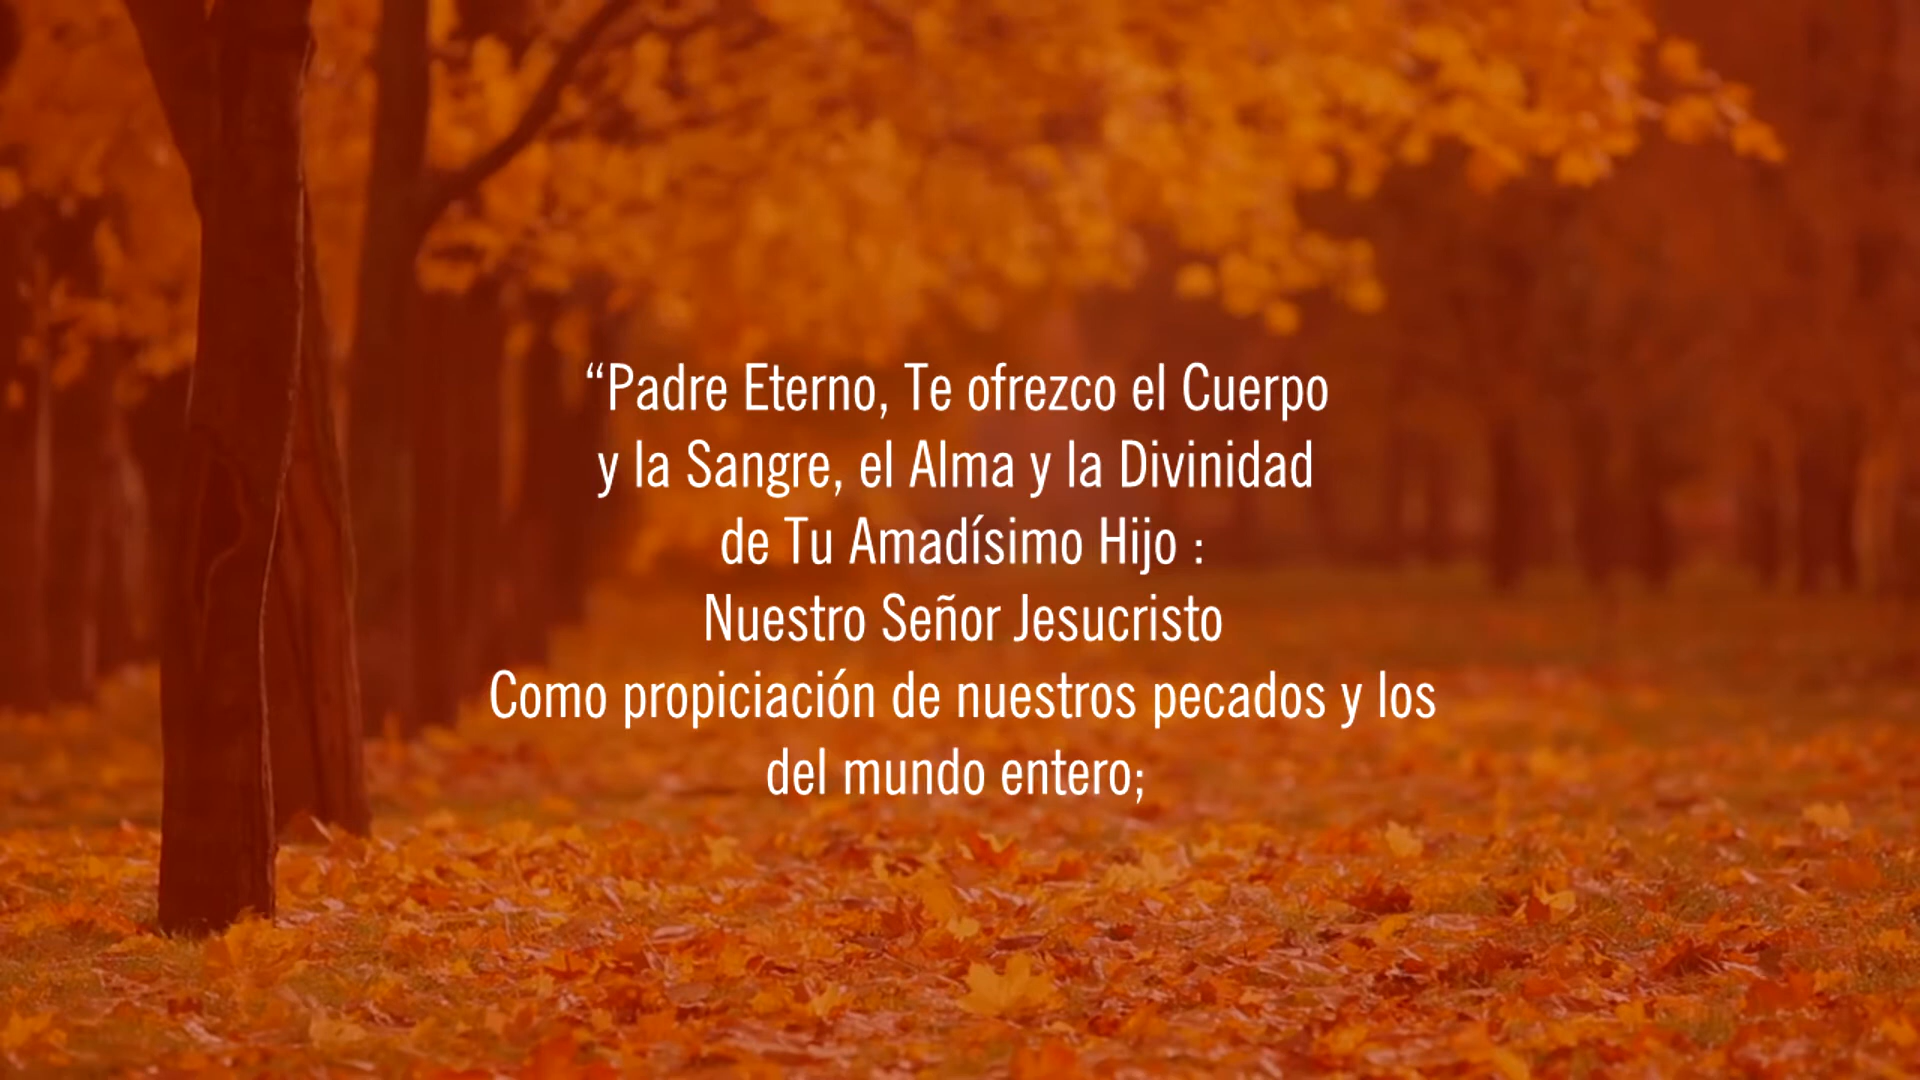 “Padre Eterno, Te ofrezco el Cuerpo
y la Sangre, el Alma y la Divinidad
de Tu Amadísimo Hijo :
Nuestro Señor Jesucristo
Como propiciación de nuestros pecados y los
del mundo entero;